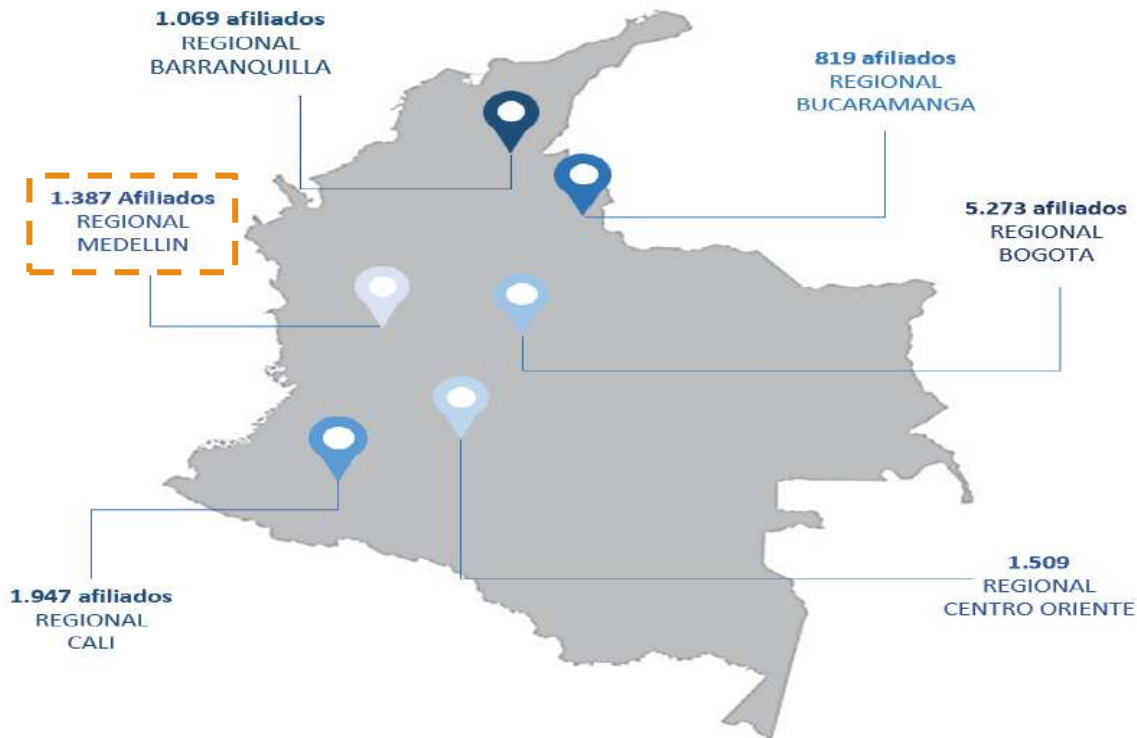 1.069 afiliados
REGIONAL
BARRANQUILLA
819 afiliados
REGIONAL
BUCARAMANGA
1.387 Afiliados
REGIONAL
MEDELLIN
5.273 afiliados
REGIONAL
BOGOTA
1.947 afiliados
REGIONAL
CALI
1.509
REGIONAL
CENTRO ORIENTE